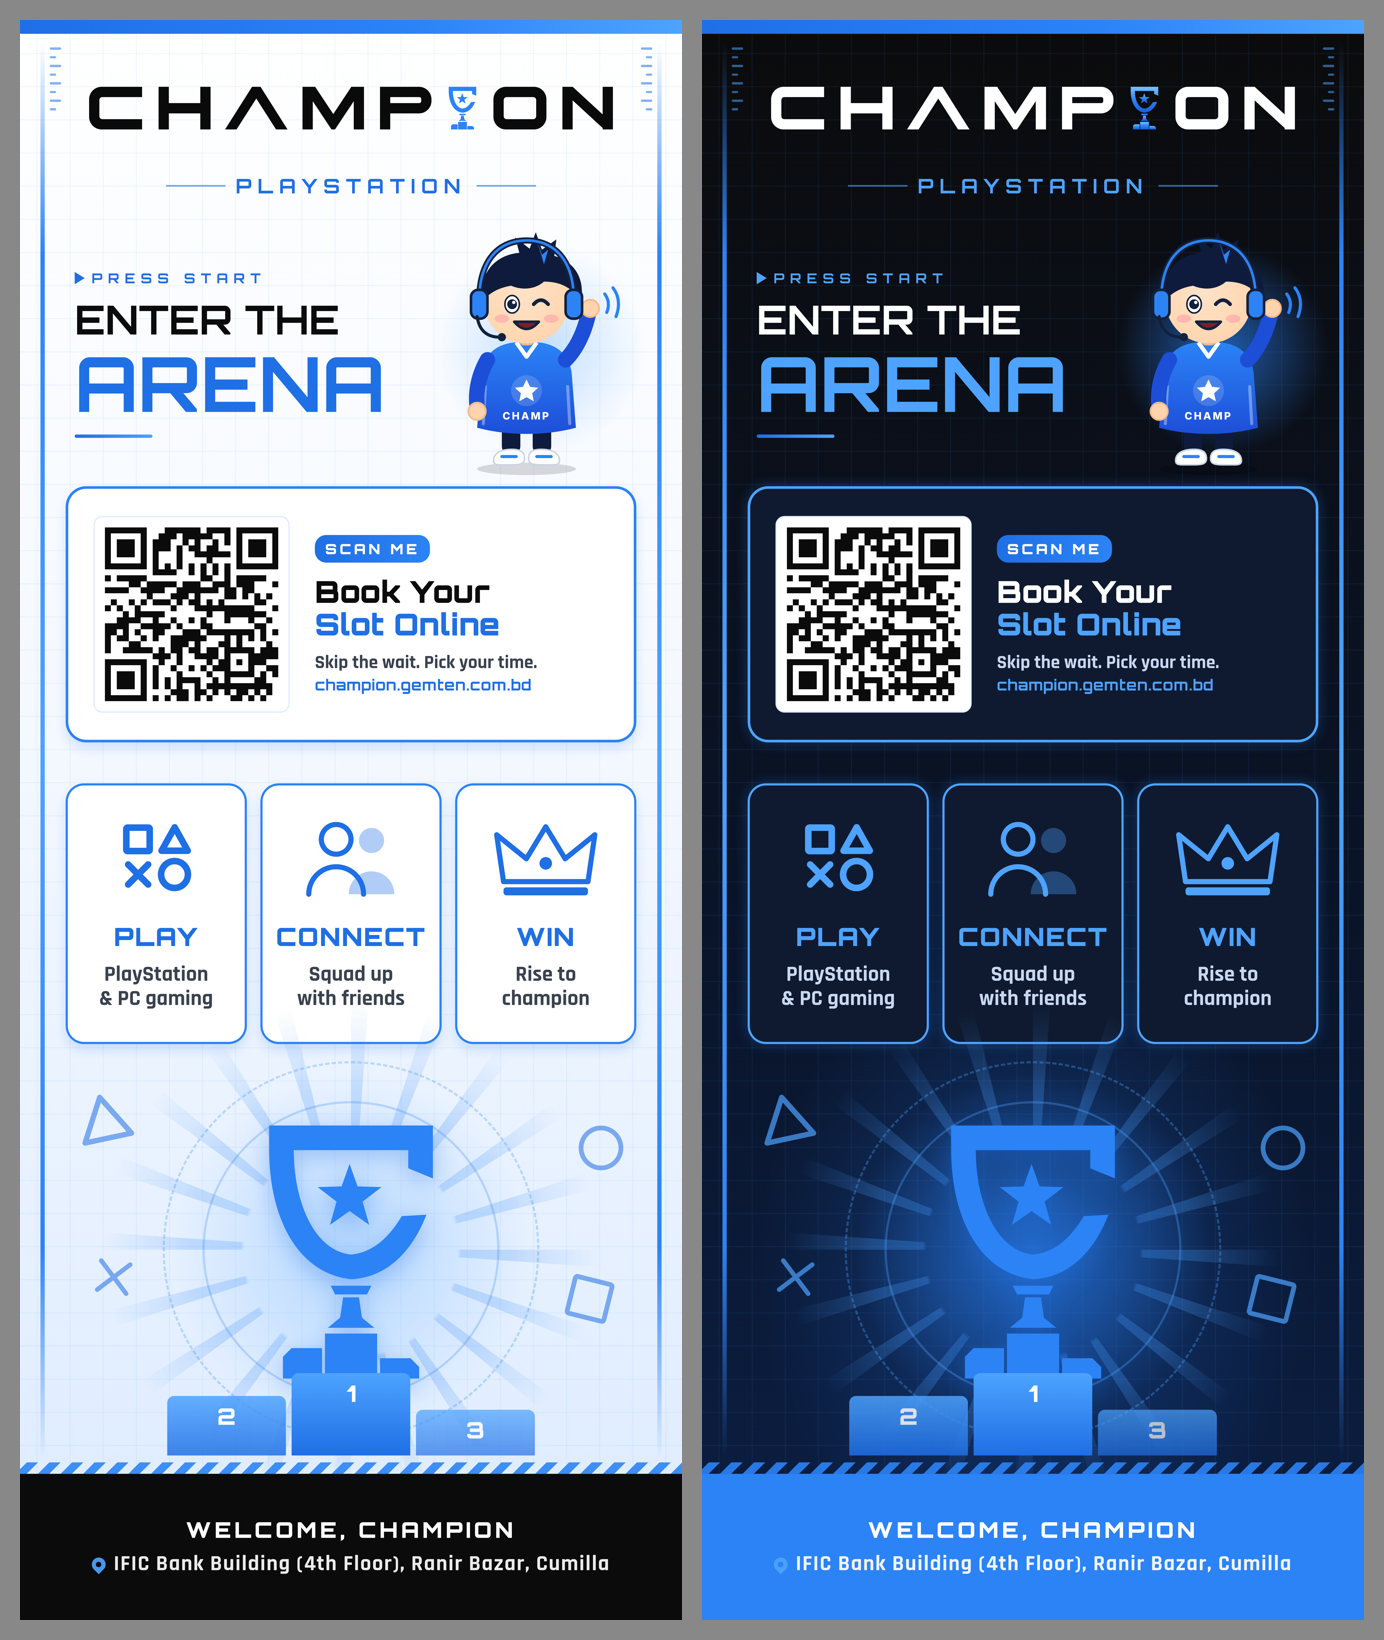 CHAMPION
PLAYSTATION
PRESS START
ENTER THE
ARENA
CHAMP
SCAN ME
Book Your
Slot Online
Skip the wait. Pick your time.
champion.gemten.com.bd
PLAY
PlayStation
& PC gaming
CONNECT
Squad up
with friends
WIN
Rise to
champion
1
2
3
WELCOME, CHAMPION
IFIC Bank Building (4th Floor), Ranir Bazar, Cumilla
CHAMPION
PLAYSTATION
PRESS START
ENTER THE
ARENA
CHAMP
SCAN ME
Book Your
Slot Online
Skip the wait. Pick your time.
champion.gemten.com.bd
PLAY
PlayStation
& PC gaming
CONNECT
Squad up
with friends
WIN
Rise to
champion
1
2
3
WELCOME, CHAMPION
IFIC Bank Building (4th Floor), Ranir Bazar, Cumilla